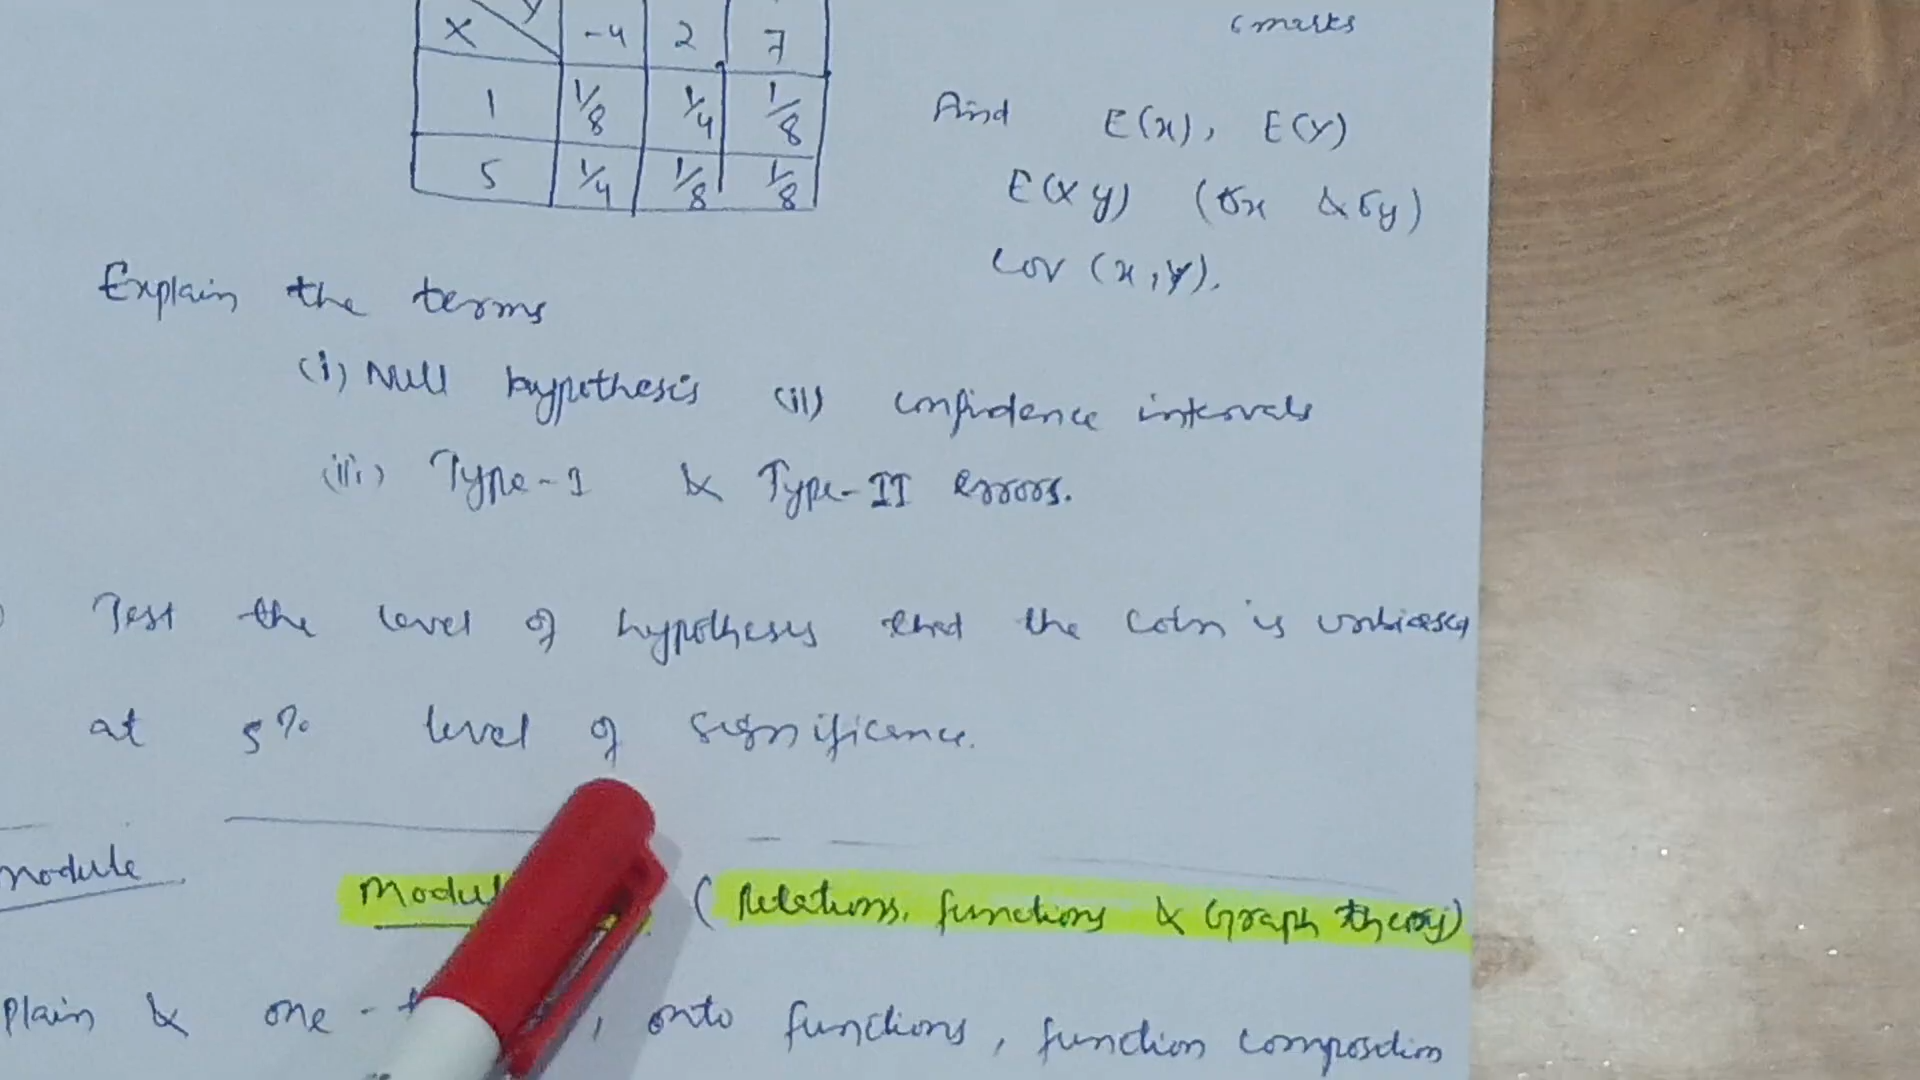 X Y -4 2 7
6 marks
1 1/8 1/4 1/8
Find E(x), E(y)
5 1/4 1/8 1/8
E(xy) (σx & σy)
cov (x,y).
Explain the terms
(i) Null hypothesis (ii) confidence intervals
(iii) Type-I & Type-II errors.
Test the level of hypothesis that the coin is unbiased
at 5% level of significance.
module
(Relations, functions & Graph theory)
plain & one - , onto functions, function composition